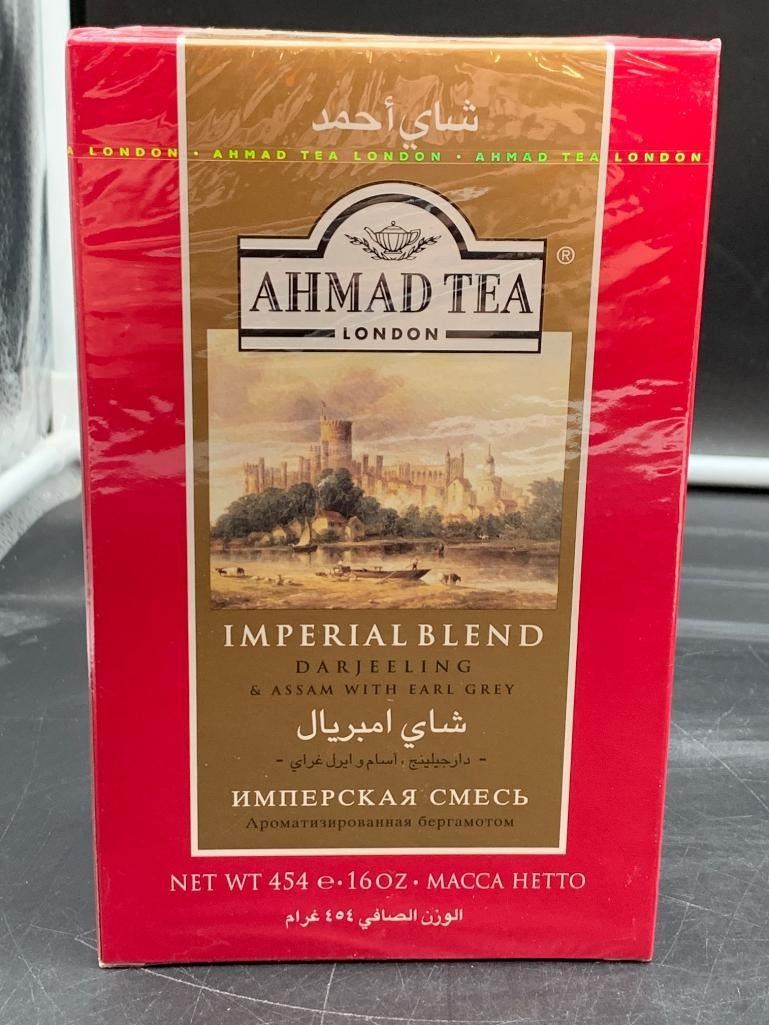 شاي أحمد
A LONDON · AHMAD TEA LONDON · AHMAD TEA LONDON
AHMAD TEA ®
LONDON
IMPERIAL BLEND
DARJEELING
& ASSAM WITH EARL GREY
شاي امبريال
- دارجيلينج، أسام و ايرل غراي -
ИМПЕРСКАЯ СМЕСЬ
Ароматизированная бергамотом
NET WT 454 ℮ · 16OZ · МАССА НЕТТО
الوزن الصافي ٤٥٤ غرام